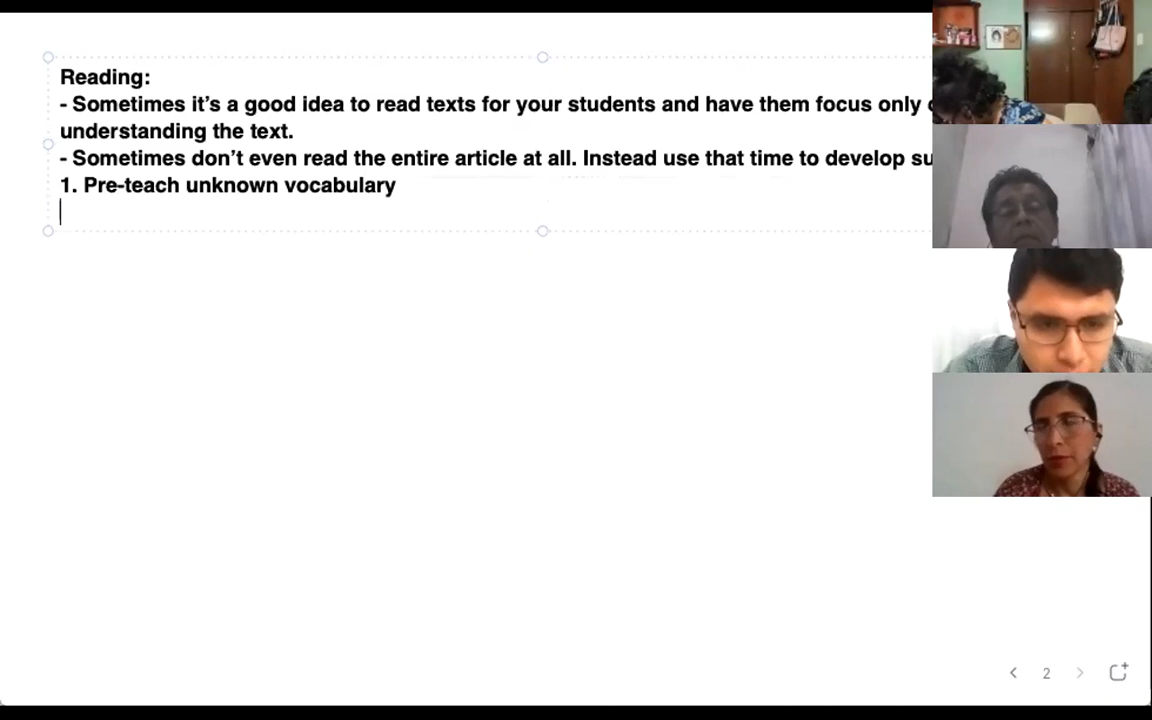 Reading:
- Sometimes it's a good idea to read texts for your students and have them focus only
understanding the text.
- Sometimes don't even read the entire article at all. Instead use that time to develop
1. Pre-teach unknown vocabulary
2